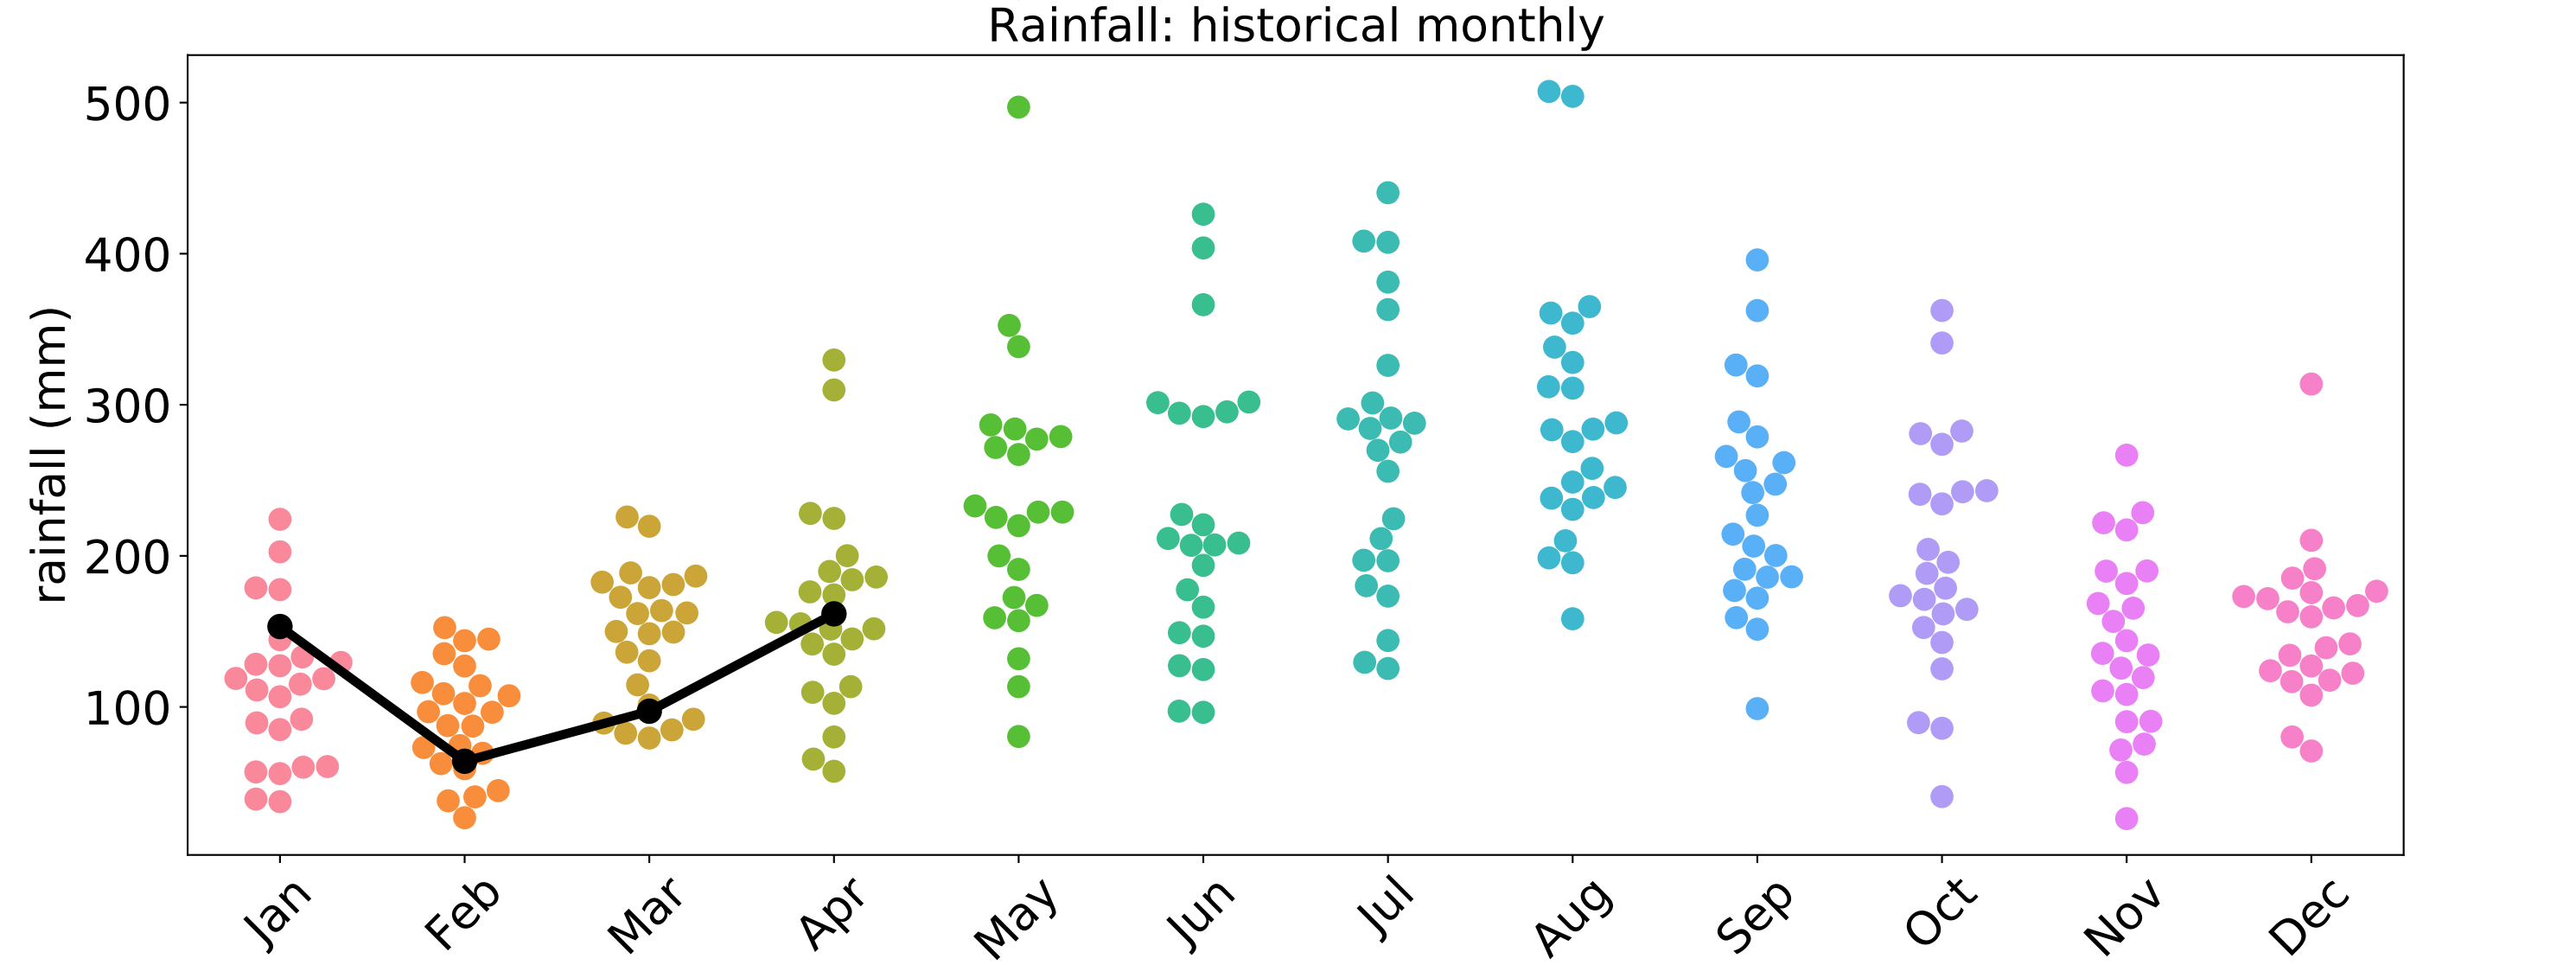 Rainfall: historical monthly
rainfall (mm)
500
400
300
200
100
Jan
Feb
Mar
Apr
May
Jun
Jul
Aug
Sep
Oct
Nov
Dec